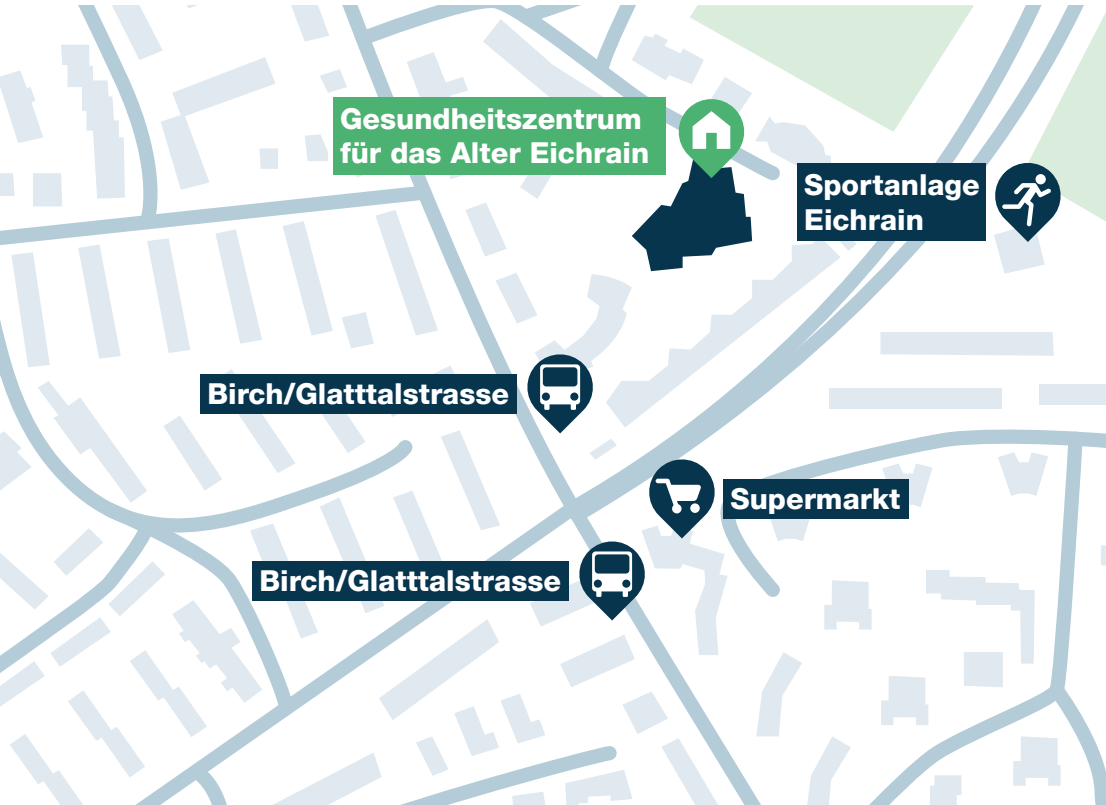 Gesundheitszentrum
für das Alter Eichrain
Sportanlage
Eichrain
Birch/Glatttalstrasse
Supermarkt
Birch/Glatttalstrasse